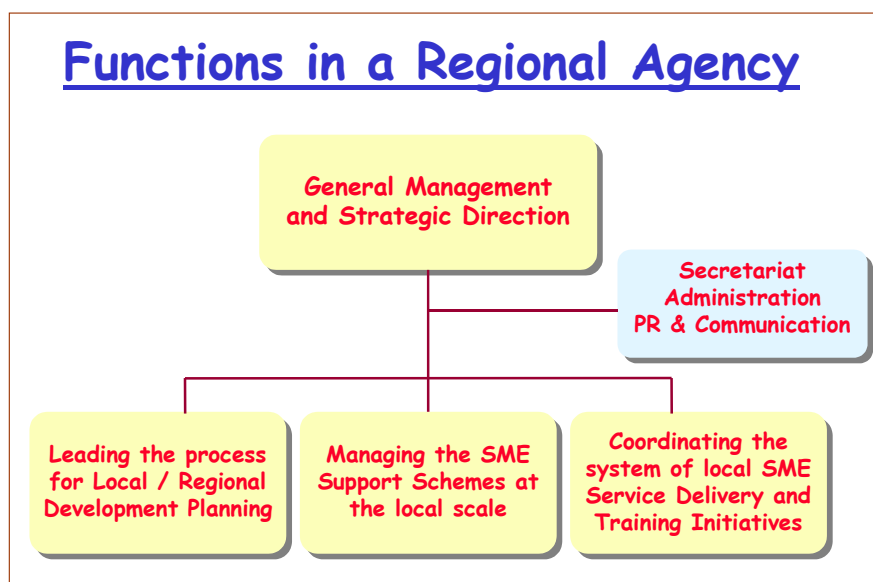 Functions in a Regional Agency
General Management
and Strategic Direction
Secretariat
Administration
PR & Communication
Leading the process
for Local / Regional
Development Planning
Managing the SME
Support Schemes at
the local scale
Coordinating the
system of local SME
Service Delivery and
Training Initiatives